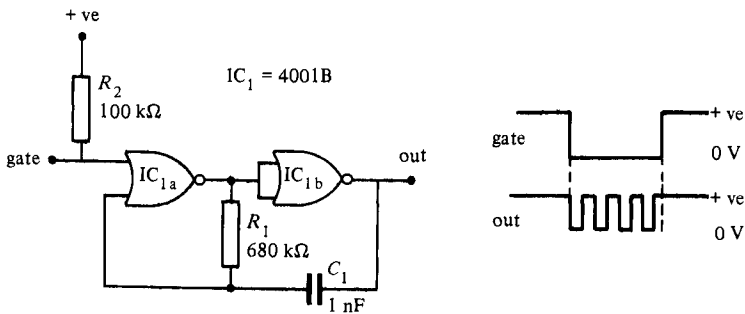 + ve
R₂
100 kΩ
IC₁ = 4001B
gate
IC₁ₐ
IC₁b
out
R₁
680 kΩ
C₁
1 nF
gate
+ ve
0 V
out
+ ve
0 V